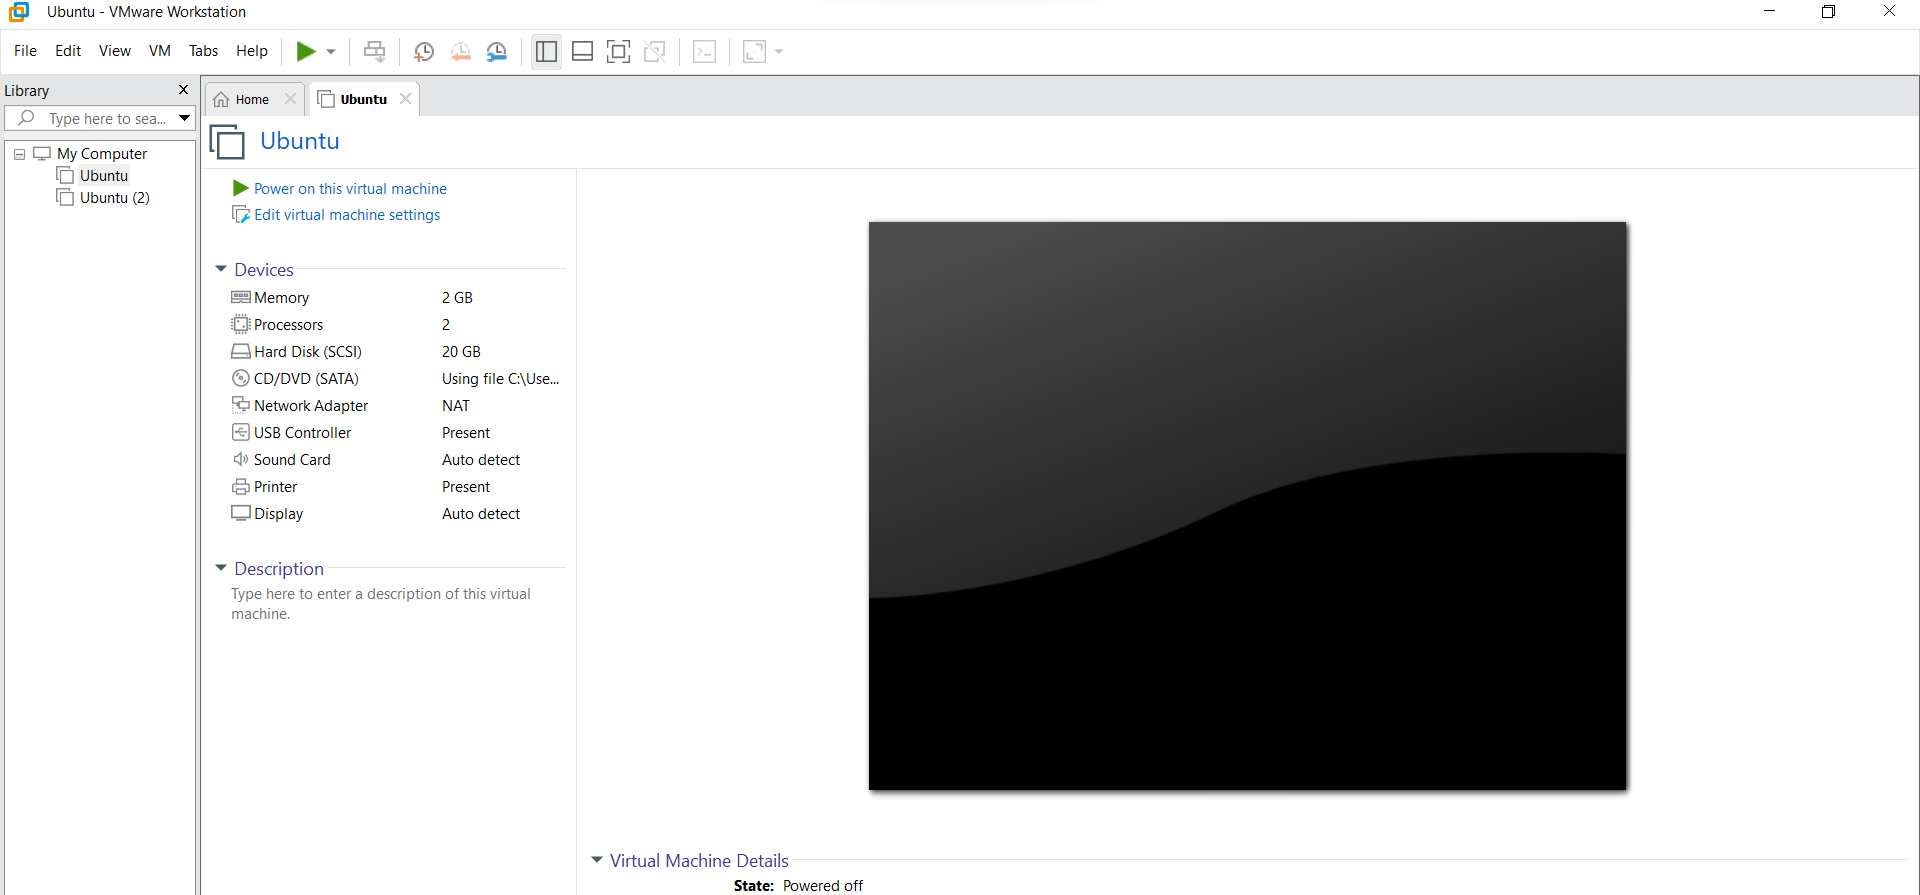 Ubuntu - VMware Workstation
File Edit View VM Tabs Help
Library
Type here to sea...
My Computer
Ubuntu
Ubuntu (2)
Home Ubuntu
Ubuntu
Power on this virtual machine
Edit virtual machine settings
Devices
Memory 2 GB
Processors 2
Hard Disk (SCSI) 20 GB
CD/DVD (SATA) Using file C:\Use...
Network Adapter NAT
USB Controller Present
Sound Card Auto detect
Printer Present
Display Auto detect
Description
Type here to enter a description of this virtual
machine.
Virtual Machine Details
State: Powered off